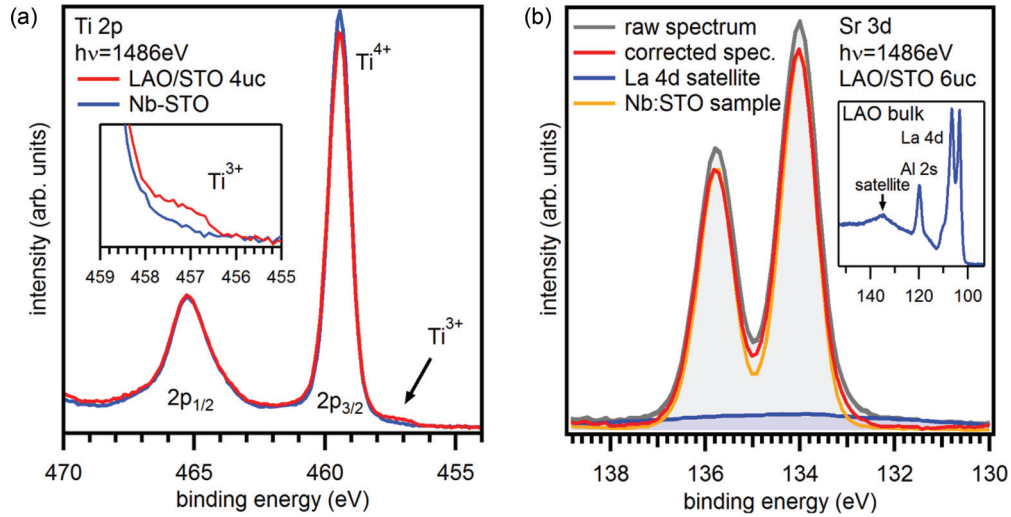 (a)
Ti 2p
hν=1486eV
LAO/STO 4uc
Nb-STO
Ti4+
Ti3+
459 458 457 456 455
Ti3+
2p1/2
2p3/2
intensity (arb. units)
470 465 460 455
binding energy (eV)
(b)
raw spectrum
corrected spec.
La 4d satellite
Nb:STO sample
Sr 3d
hν=1486eV
LAO/STO 6uc
LAO bulk
La 4d
Al 2s
satellite
140 120 100
intensity (arb. units)
138 136 134 132 130
binding energy (eV)